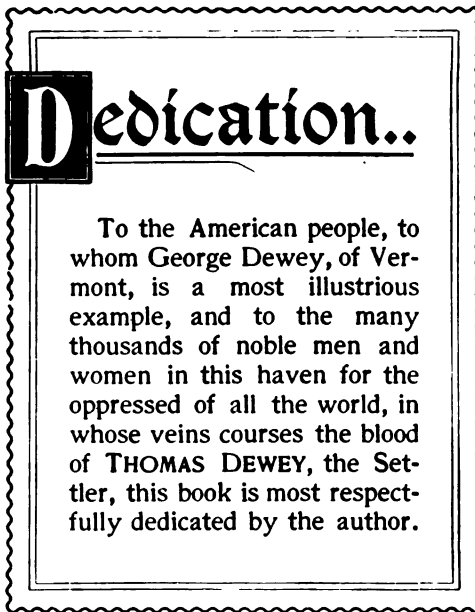 Dedication..
To the American people, to
whom George Dewey, of Ver-
mont, is a most illustrious
example, and to the many
thousands of noble men and
women in this haven for the
oppressed of all the world, in
whose veins courses the blood
of THOMAS DEWEY, the Set-
tler, this book is most respect-
fully dedicated by the author.